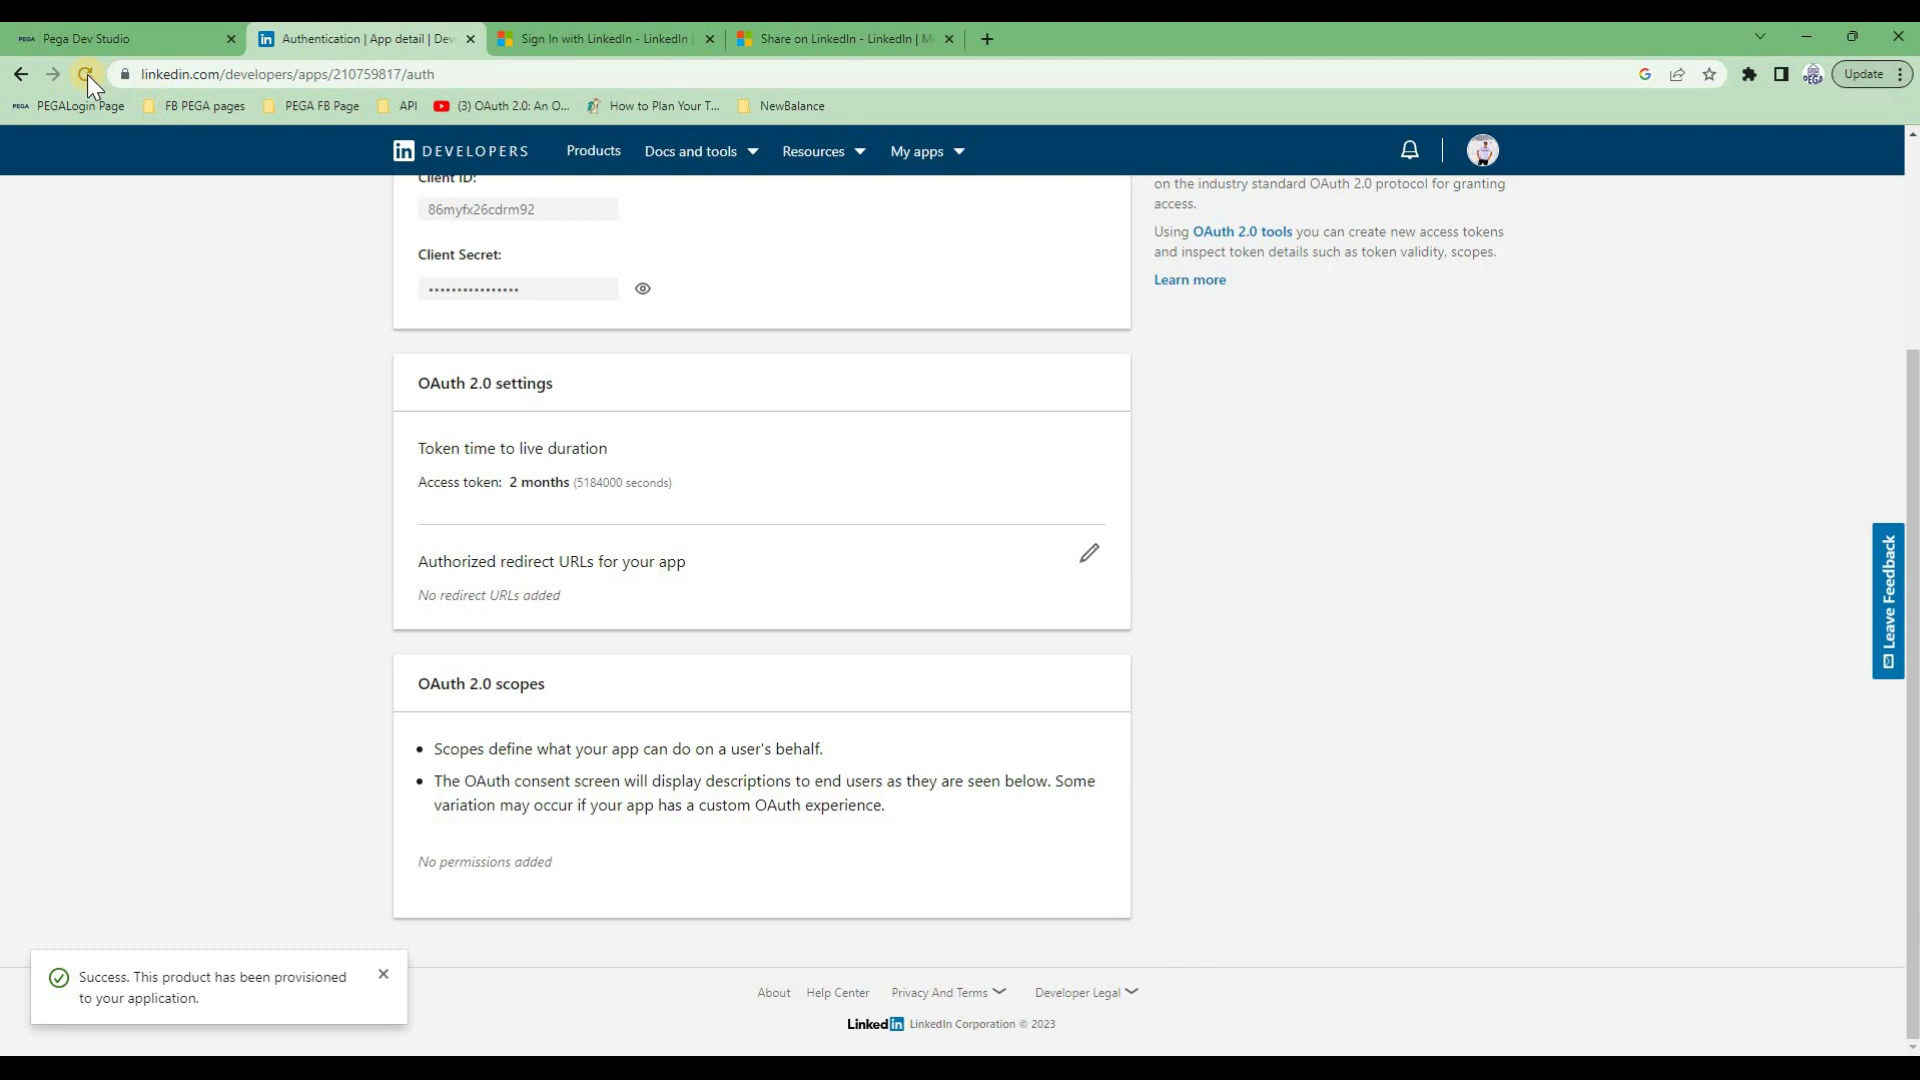 PEGA Pega Dev Studio
in Authentication | App detail | Dev
Sign In with LinkedIn - LinkedIn |
Share on LinkedIn - LinkedIn | Mi
linkedin.com/developers/apps/210759817/auth
G
PEGA
Update
PEGA PEGALogin Page
FB PEGA pages
PEGA FB Page
API
(3) OAuth 2.0: An O...
How to Plan Your T...
NewBalance
in DEVELOPERS
Products
Docs and tools
Resources
My apps
Client ID:
86myfx26cdrm92
Client Secret:
••••••••••••••••
on the industry standard OAuth 2.0 protocol for granting
access.
Using OAuth 2.0 tools you can create new access tokens
and inspect token details such as token validity, scopes.
Learn more
OAuth 2.0 settings
Token time to live duration
Access token: 2 months (5184000 seconds)
Authorized redirect URLs for your app
No redirect URLs added
OAuth 2.0 scopes
• Scopes define what your app can do on a user's behalf.
• The OAuth consent screen will display descriptions to end users as they are seen below. Some
variation may occur if your app has a custom OAuth experience.
No permissions added
Leave Feedback
Success. This product has been provisioned
to your application.
About
Help Center
Privacy And Terms
Developer Legal
Linked in LinkedIn Corporation © 2023